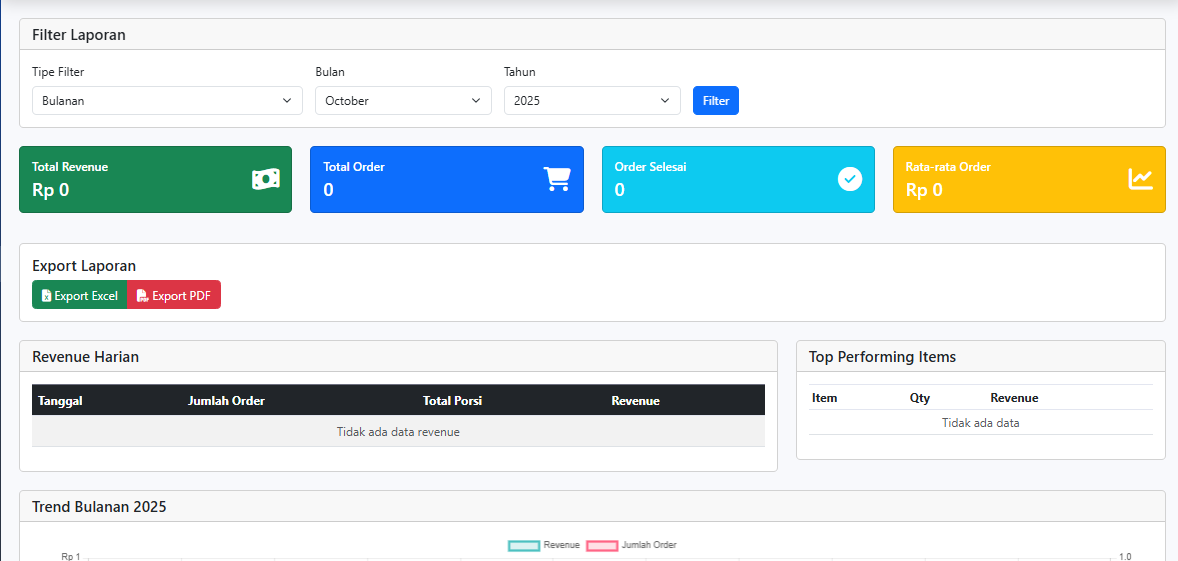 Filter Laporan
Tipe Filter Bulan Tahun
Bulanan October 2025 Filter
Total Revenue Total Order Order Selesai Rata-rata Order
Rp 0 0 0 Rp 0
Export Laporan
Export Excel Export PDF
Revenue Harian Top Performing Items
Tanggal Jumlah Order Total Porsi Revenue Item Qty Revenue
Tidak ada data revenue Tidak ada data
Trend Bulanan 2025
Revenue Jumlah Order
Rp 1 1.0